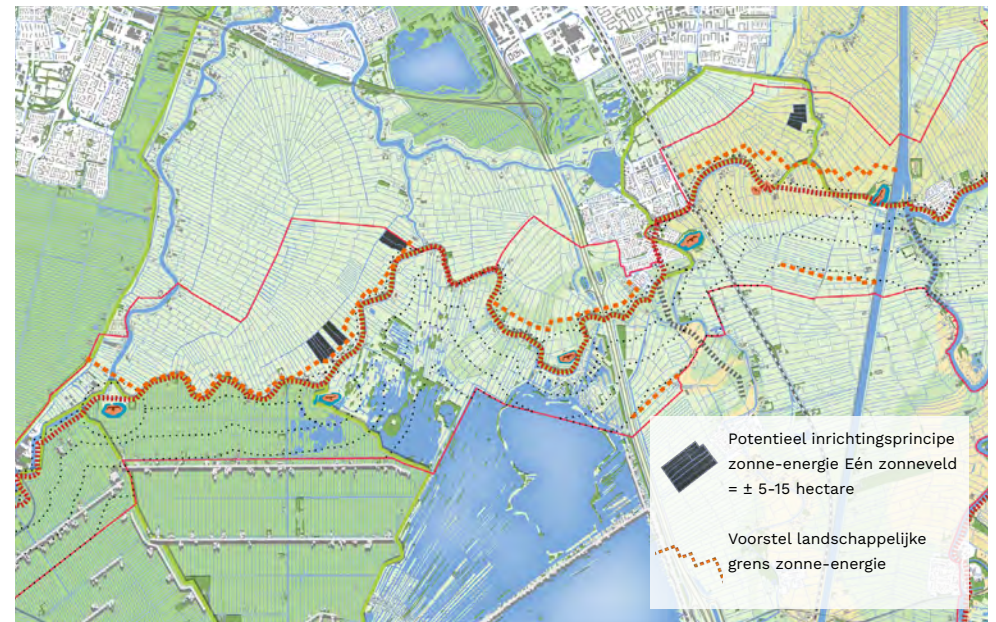 Potentieel inrichtingsprincipe
zonne-energie Eén zonneveld
= ± 5-15 hectare
Voorstel landschappelijke
grens zonne-energie